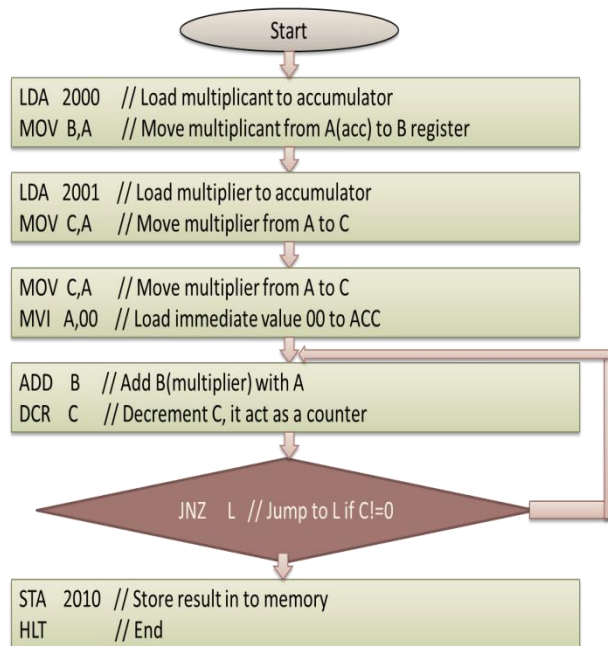 Start
LDA 2000 // Load multiplicant to accumulator
MOV B,A // Move multiplicant from A(acc) to B register
LDA 2001 // Load multiplier to accumulator
MOV C,A // Move multiplier from A to C
MOV C,A // Move multiplier from A to C
MVI A,00 // Load immediate value 00 to ACC
ADD B // Add B(multiplier) with A
DCR C // Decrement C, it act as a counter
JNZ L // Jump to L if C!=0
STA 2010 // Store result in to memory
HLT // End